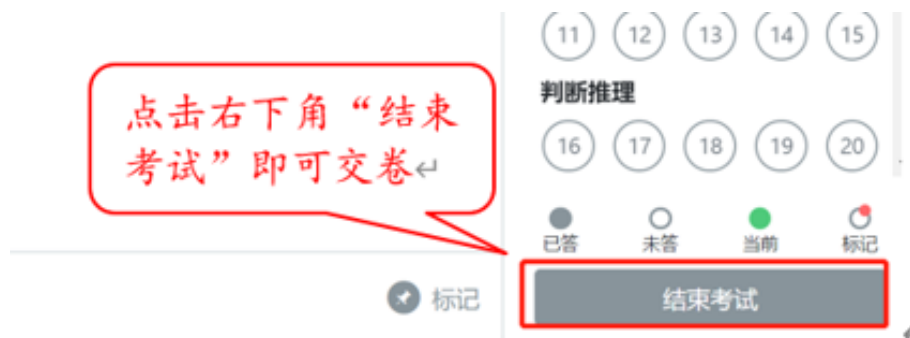 11 12 13 14 15
判断推理
16 17 18 19 20
点击右下角“结束
考试”即可交卷↵
已答 未答 当前 标记
标记
结束考试